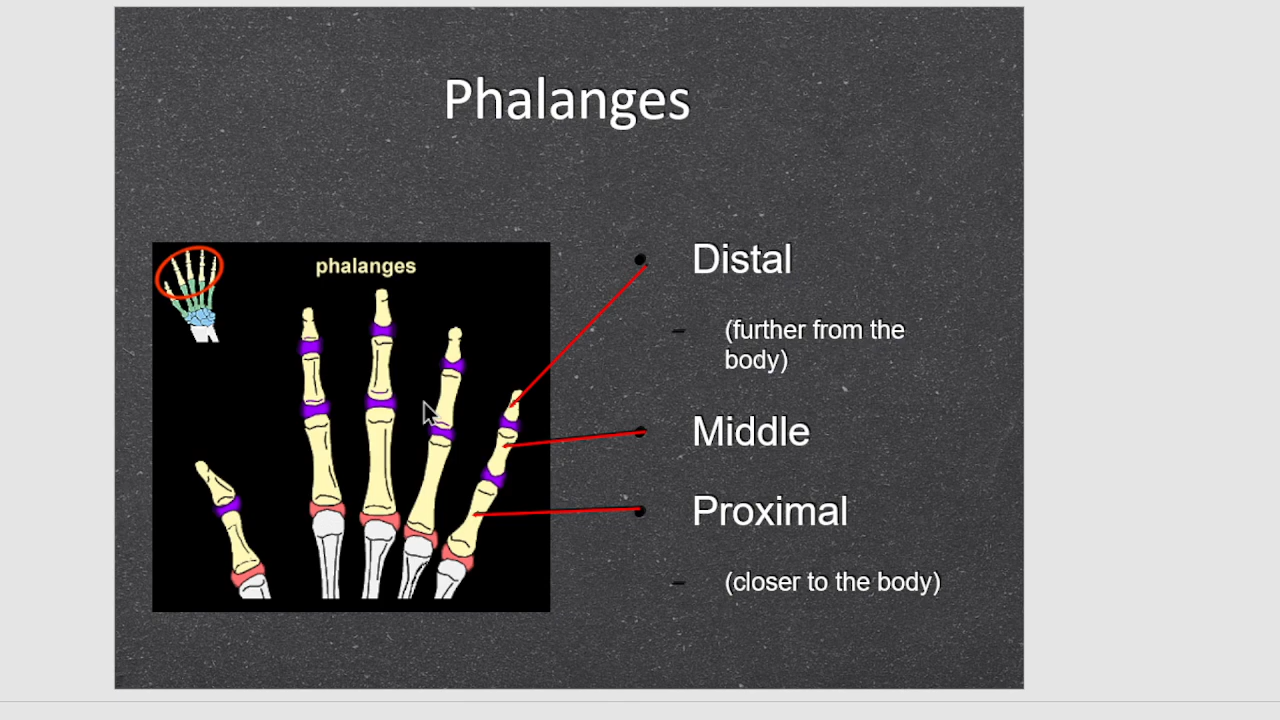 Phalanges
phalanges
Distal
(further from the
body)
Middle
Proximal
(closer to the body)